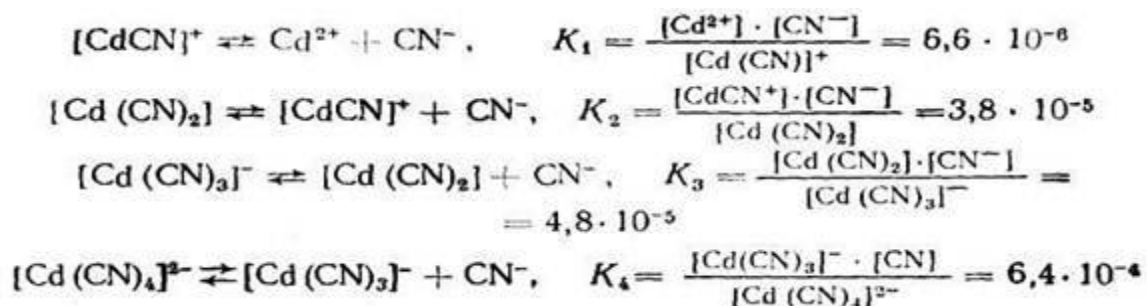 [CdCN]⁺ ⇌ Cd²⁺ + CN⁻, K₁ = [Cd²⁺] · [CN⁻] / [Cd (CN)]⁺ = 6,6 · 10⁻⁶
[Cd (CN)₂] ⇌ [CdCN]⁺ + CN⁻, K₂ = [CdCN⁺]·[CN⁻] / [Cd (CN)₂] =3,8 · 10⁻⁵
[Cd (CN)₃]⁻ ⇌ [Cd (CN)₂] + CN⁻, K₃ = [Cd (CN)₂]·[CN⁻] / [Cd (CN)₃]⁻ =
= 4,8·10⁻⁵
[Cd (CN)₄]²⁻ ⇌ [Cd (CN)₃]⁻ + CN⁻, K₄= [Cd(CN)₃]⁻ · [CN] / [Cd (CN)₄]²⁻ = 6,4·10⁻⁴